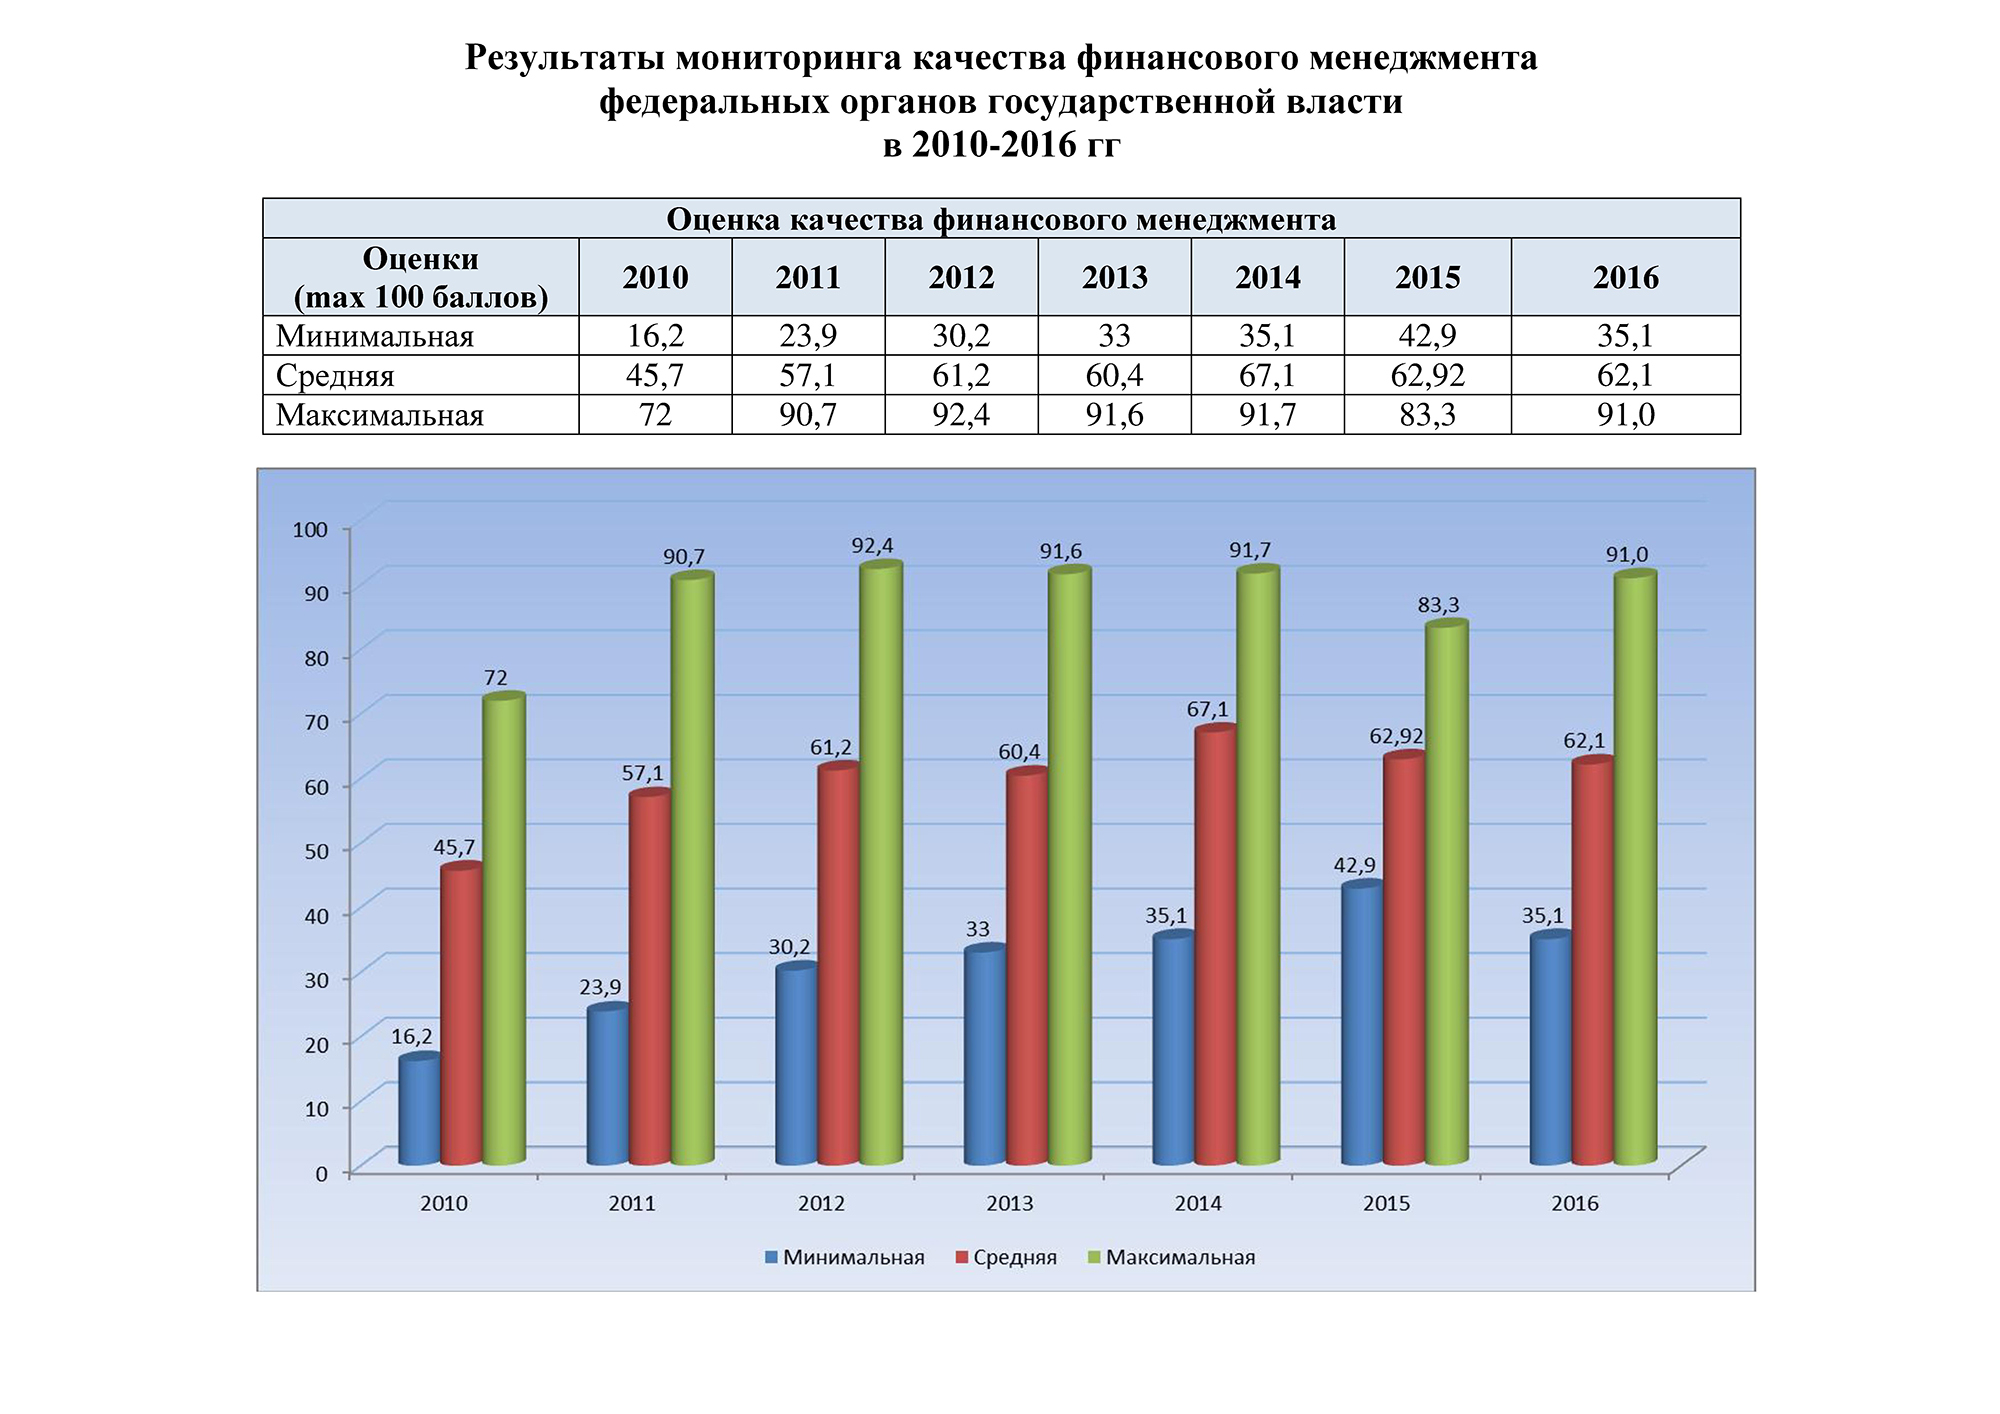 Результаты мониторинга качества финансового менеджмента
федеральных органов государственной власти
в 2010-2016 гг
Оценка качества финансового менеджмента
Оценки
(max 100 баллов)
2010 2011 2012 2013 2014 2015 2016
Минимальная 16,2 23,9 30,2 33 35,1 42,9 35,1
Средняя 45,7 57,1 61,2 60,4 67,1 62,92 62,1
Максимальная 72 90,7 92,4 91,6 91,7 83,3 91,0
100
90
80
70
60
50
40
30
20
10
0
16,2 45,7 72
23,9 57,1 90,7
30,2 61,2 92,4
33 60,4 91,6
35,1 67,1 91,7
42,9 62,92 83,3
35,1 62,1 91,0
2010 2011 2012 2013 2014 2015 2016
Минимальная Средняя Максимальная